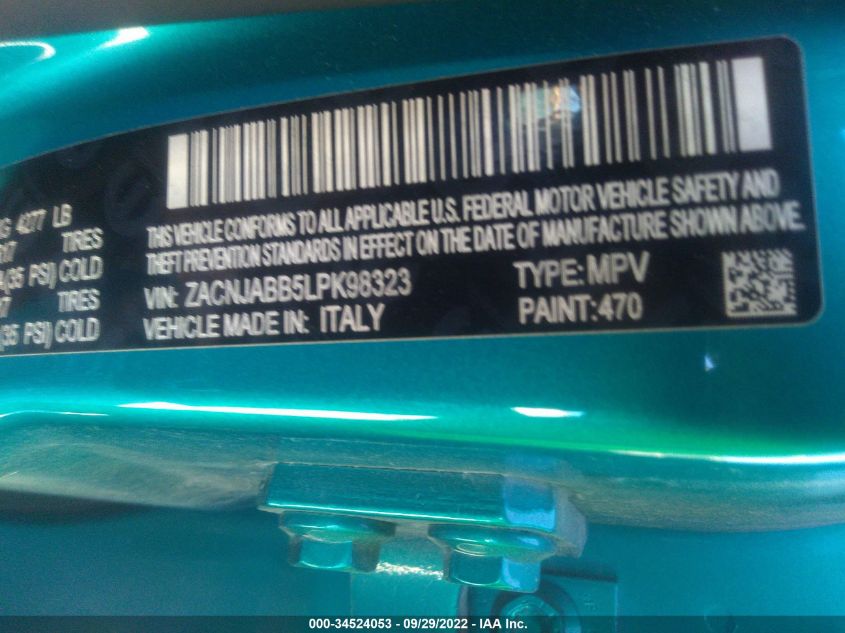 G 4277 LB
TIRES
(35 PSI) COLD
TIRES
(35 PSI) COLD
THIS VEHICLE CONFORMS TO ALL APPLICABLE U.S. FEDERAL MOTOR VEHICLE SAFETY AND
THEFT PREVENTION STANDARDS IN EFFECT ON THE DATE OF MANUFACTURE SHOWN ABOVE.
VIN: ZACNJABB5LPK98323 TYPE: MPV
VEHICLE MADE IN: ITALY PAINT:470
000-34524053 - 09/29/2022 - IAA Inc.